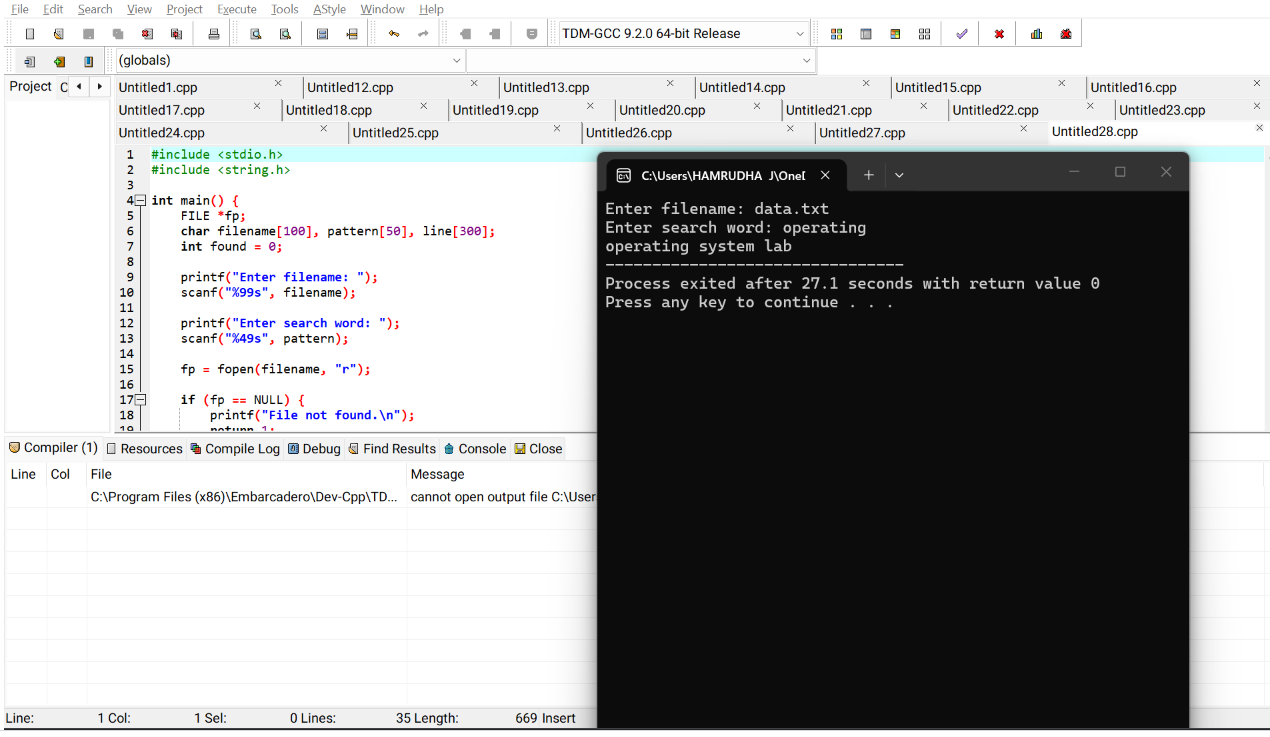 File Edit Search View Project Execute Tools AStyle Window Help
TDM-GCC 9.2.0 64-bit Release
(globals)
Project C
Untitled1.cpp Untitled12.cpp Untitled13.cpp Untitled14.cpp Untitled15.cpp Untitled16.cpp
Untitled17.cpp Untitled18.cpp Untitled19.cpp Untitled20.cpp Untitled21.cpp Untitled22.cpp Untitled23.cpp
Untitled24.cpp Untitled25.cpp Untitled26.cpp Untitled27.cpp Untitled28.cpp
1 #include <stdio.h>
2 #include <string.h>
3
4 int main() {
5 FILE *fp;
6 char filename[100], pattern[50], line[300];
7 int found = 0;
8
9 printf("Enter filename: ");
10 scanf("%99s", filename);
11
12 printf("Enter search word: ");
13 scanf("%49s", pattern);
14
15 fp = fopen(filename, "r");
16
17 if (fp == NULL) {
18 printf("File not found.\n");
19 return 1;
C:\Users\HAMRUDHA J\OneD
Enter filename: data.txt
Enter search word: operating
operating system lab
--------------------------------
Process exited after 27.1 seconds with return value 0
Press any key to continue . . .
Compiler (1) Resources Compile Log Debug Find Results Console Close
Line Col File Message
C:\Program Files (x86)\Embarcadero\Dev-Cpp\TD... cannot open output file C:\User
Line: 1 Col: 1 Sel: 0 Lines: 35 Length: 669 Insert